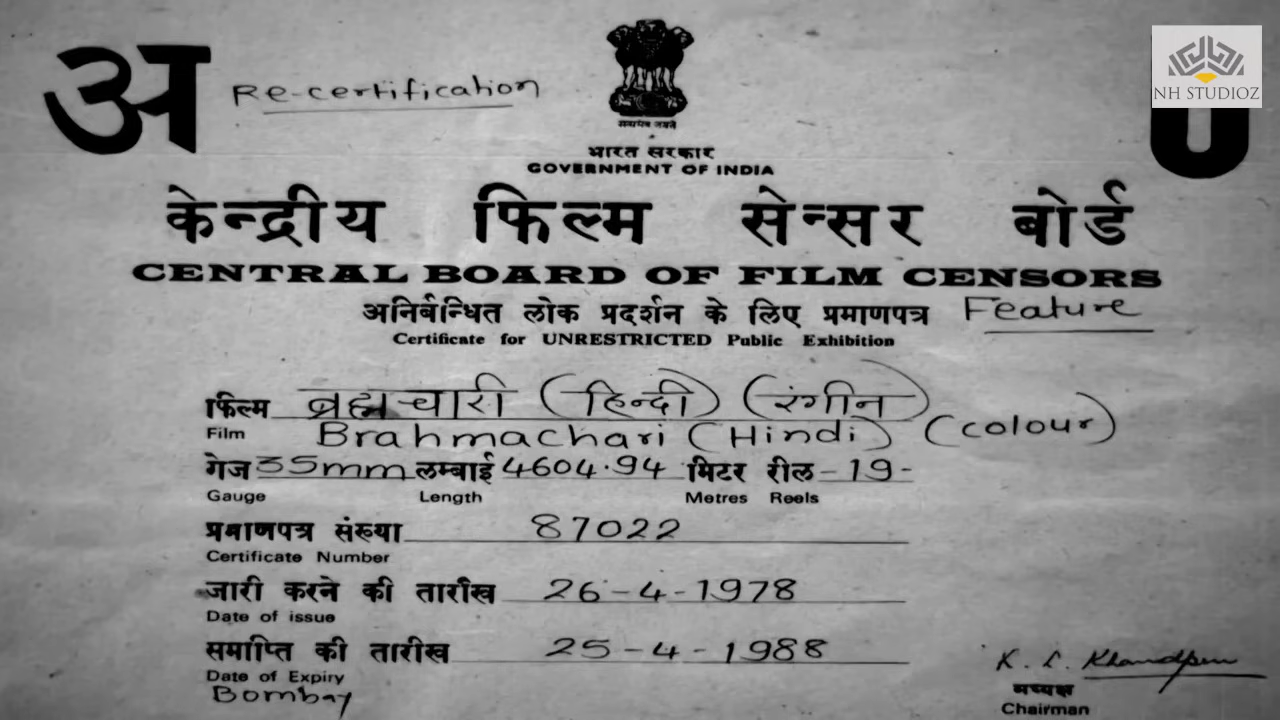 अ
Re-certification
NH STUDIOZ
U
सत्यमेव जयते
भारत सरकार
GOVERNMENT OF INDIA
केन्द्रीय फिल्म सेन्सर बोर्ड
CENTRAL BOARD OF FILM CENSORS
अनिर्बन्धित लोक प्रदर्शन के लिए प्रमाणपत्र Feature
Certificate for UNRESTRICTED Public Exhibition
फिल्म ब्रह्मचारी (हिन्दी) (रंगीन)
Film Brahmachari (Hindi) (colour)
गेज 35mm लम्बाई 4604.94 मिटर रील -19-
Gauge Length Metres Reels
प्रमाणपत्र संख्या 87022
Certificate Number
जारी करने की तारीख 26-4-1978
Date of issue
समाप्ति की तारीख 25-4-1988
Date of Expiry
Bombay
K. L. Khandpur
अध्यक्ष
Chairman